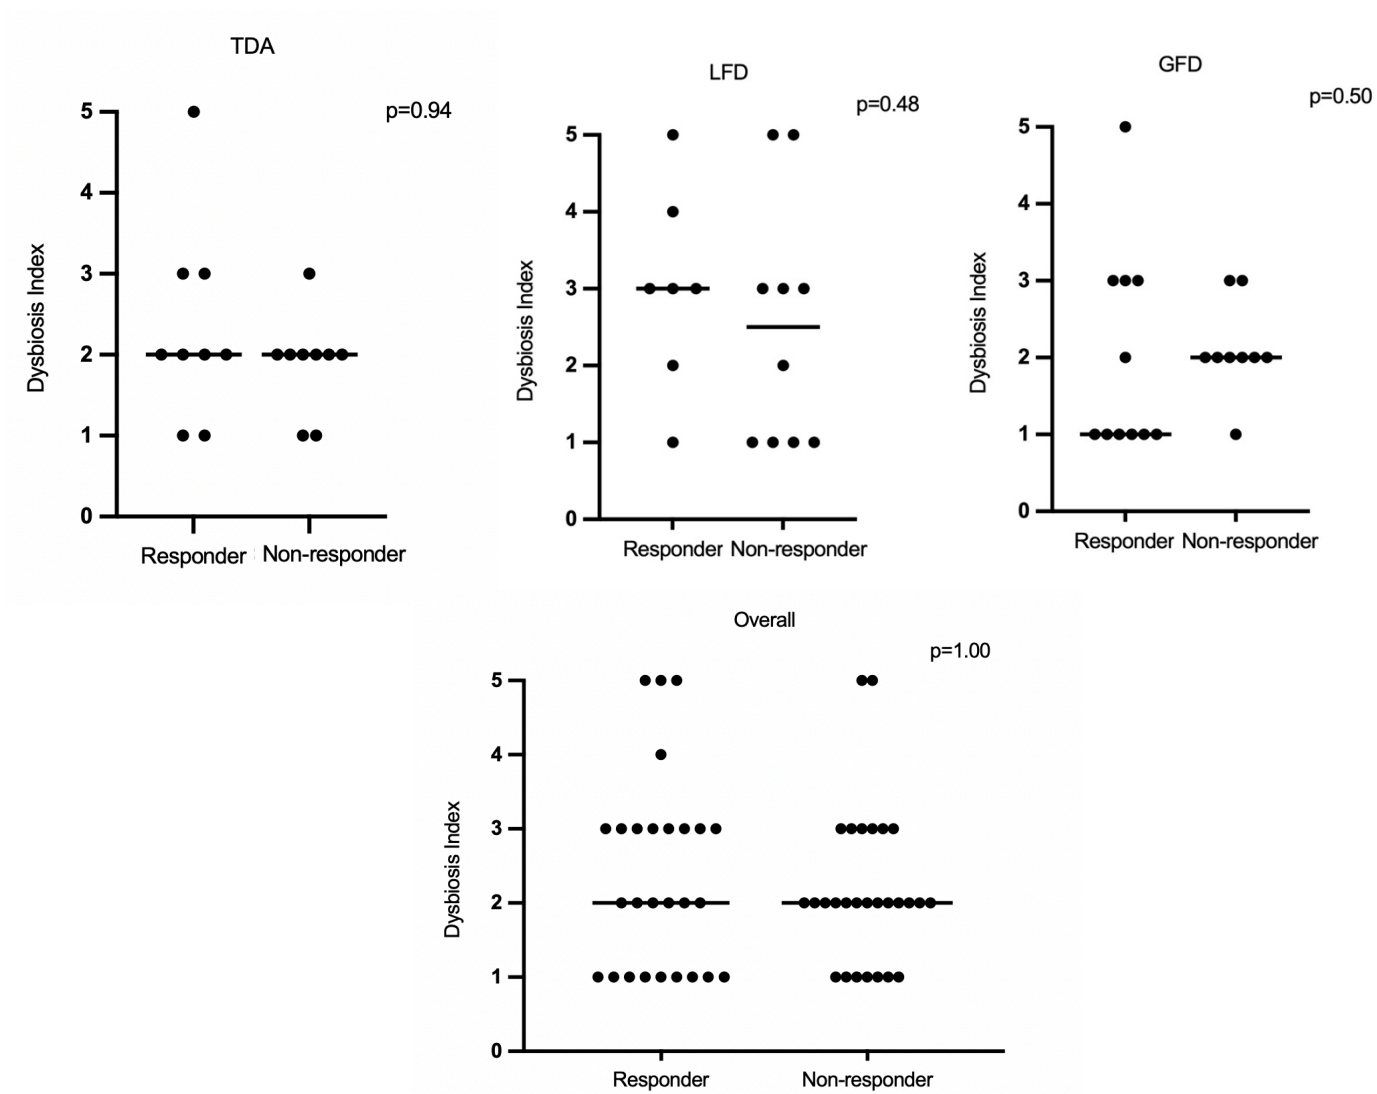 TDA
p=0.94
Dysbiosis Index
5
4
3
2
1
0
Responder Non-responder
LFD
p=0.48
Dysbiosis Index
5
4
3
2
1
0
Responder Non-responder
GFD
p=0.50
Dysbiosis Index
5
4
3
2
1
0
Responder Non-responder
Overall
p=1.00
Dysbiosis Index
5
4
3
2
1
0
Responder Non-responder